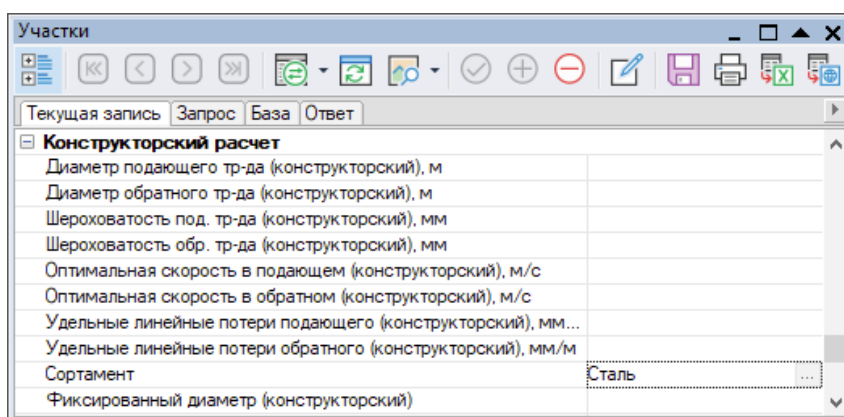 Участки
Текущая запись Запрос База Ответ
Конструкторский расчет
Диаметр подающего тр-да (конструкторский), м
Диаметр обратного тр-да (конструкторский), м
Шероховатость под. тр-да (конструкторский), мм
Шероховатость обр. тр-да (конструкторский), мм
Оптимальная скорость в подающем (конструкторский), м/с
Оптимальная скорость в обратном (конструкторский), м/с
Удельные линейные потери подающего (конструкторский), мм...
Удельные линейные потери обратного (конструкторский), мм/м
Сортамент Сталь ...
Фиксированный диаметр (конструкторский)